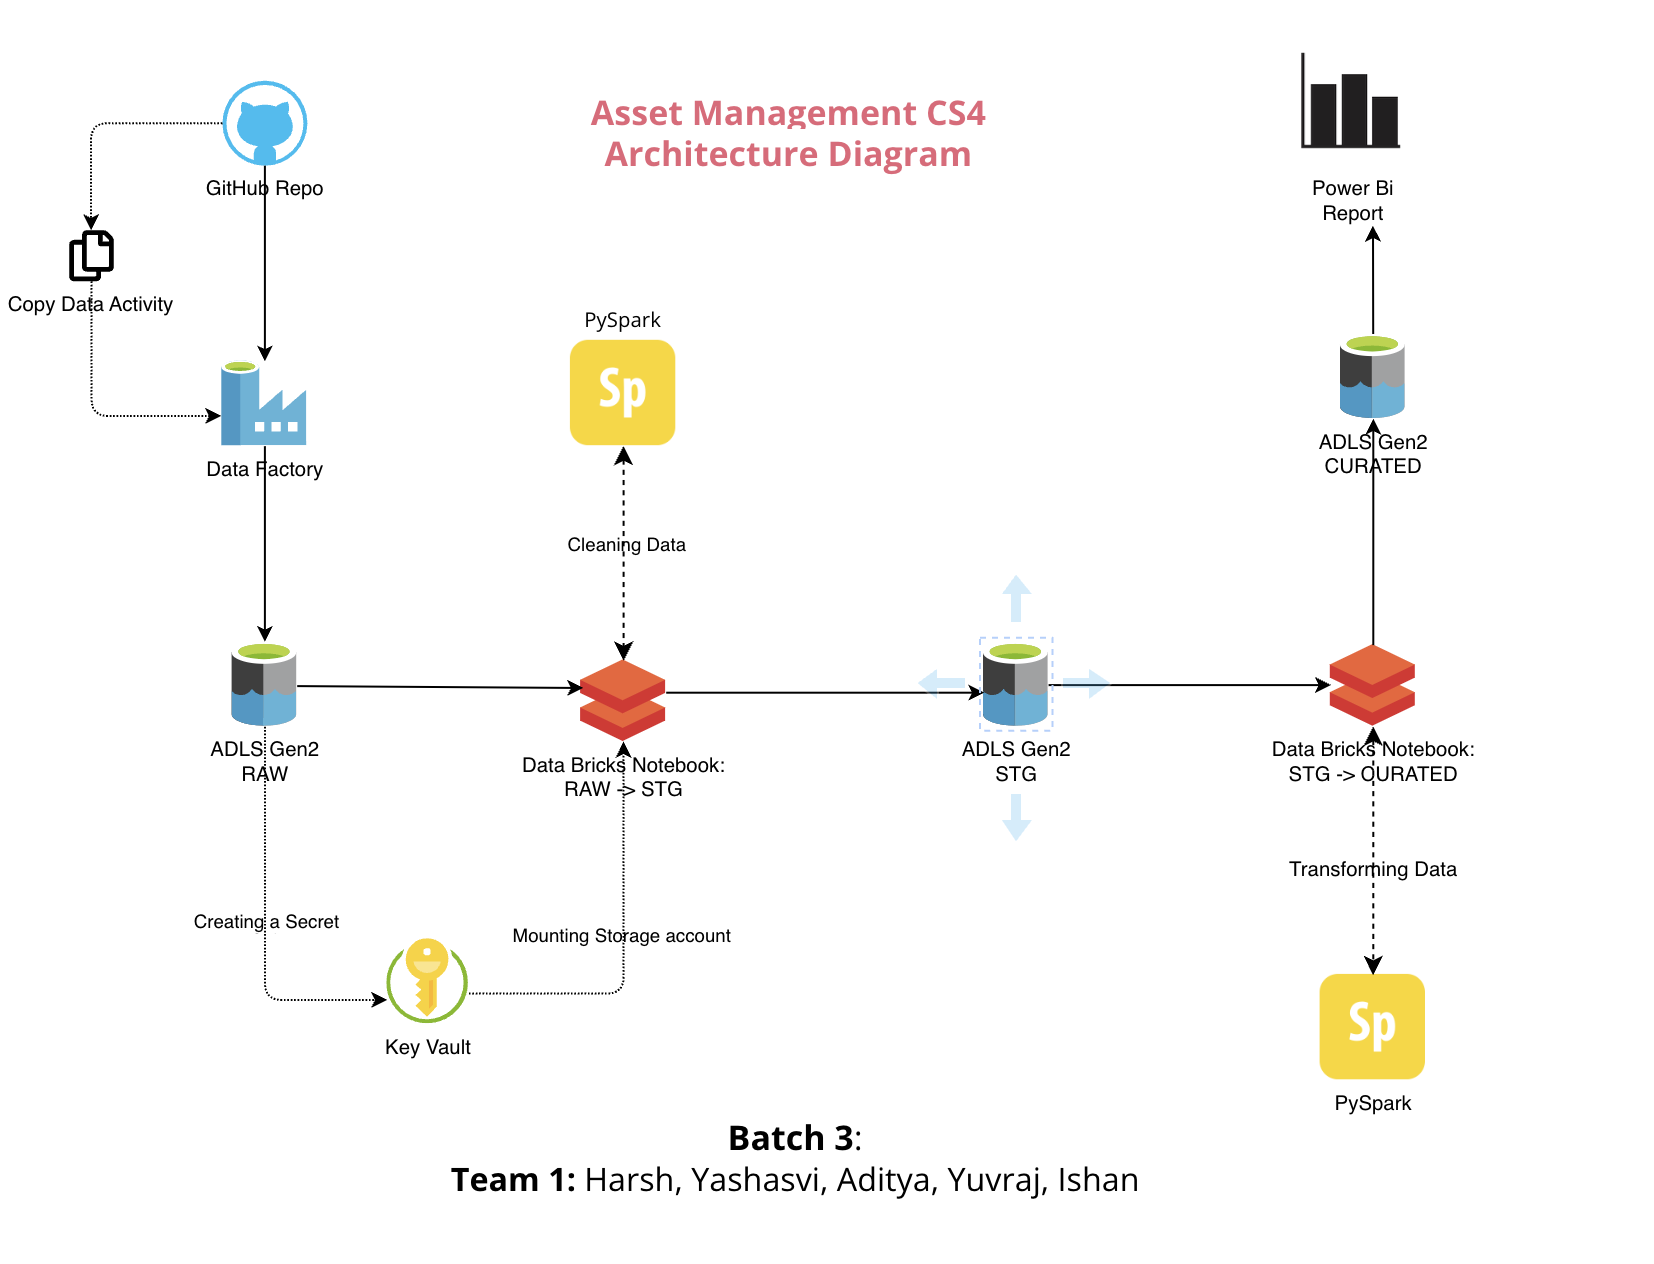 Asset Management CS4
Architecture Diagram
GitHub Repo
Copy Data Activity
Data Factory
PySpark
Sp
Cleaning Data
Power Bi
Report
ADLS Gen2
CURATED
ADLS Gen2
RAW
Data Bricks Notebook:
RAW -> STG
ADLS Gen2
STG
Data Bricks Notebook:
STG -> CURATED
Creating a Secret
Mounting Storage account
Key Vault
Transforming Data
Sp
PySpark
Batch 3:
Team 1: Harsh, Yashasvi, Aditya, Yuvraj, Ishan